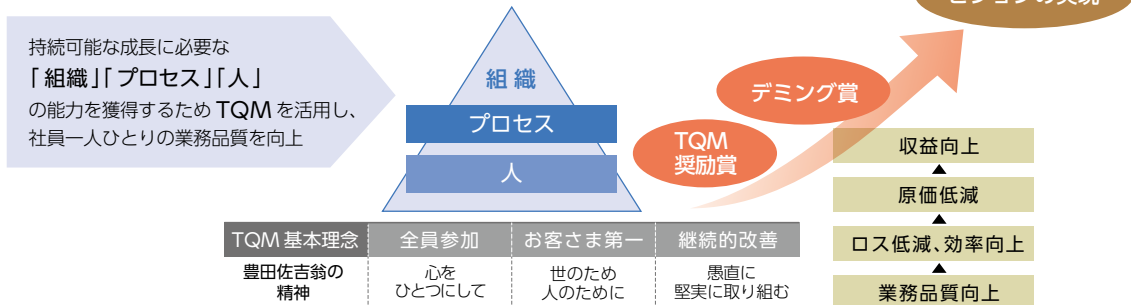 持続可能な成長に必要な
「組織」「プロセス」「人」
の能力を獲得するためTQMを活用し、
社員一人ひとりの業務品質を向上
組織
プロセス
人
デミング賞
TQM
奨励賞
収益向上
原価低減
ロス低減、効率向上
業務品質向上
TQM基本理念 全員参加 お客さま第一 継続的改善
豊田佐吉翁の
精神
心を
ひとつにして
世のため
人のために
愚直に
堅実に取り組む